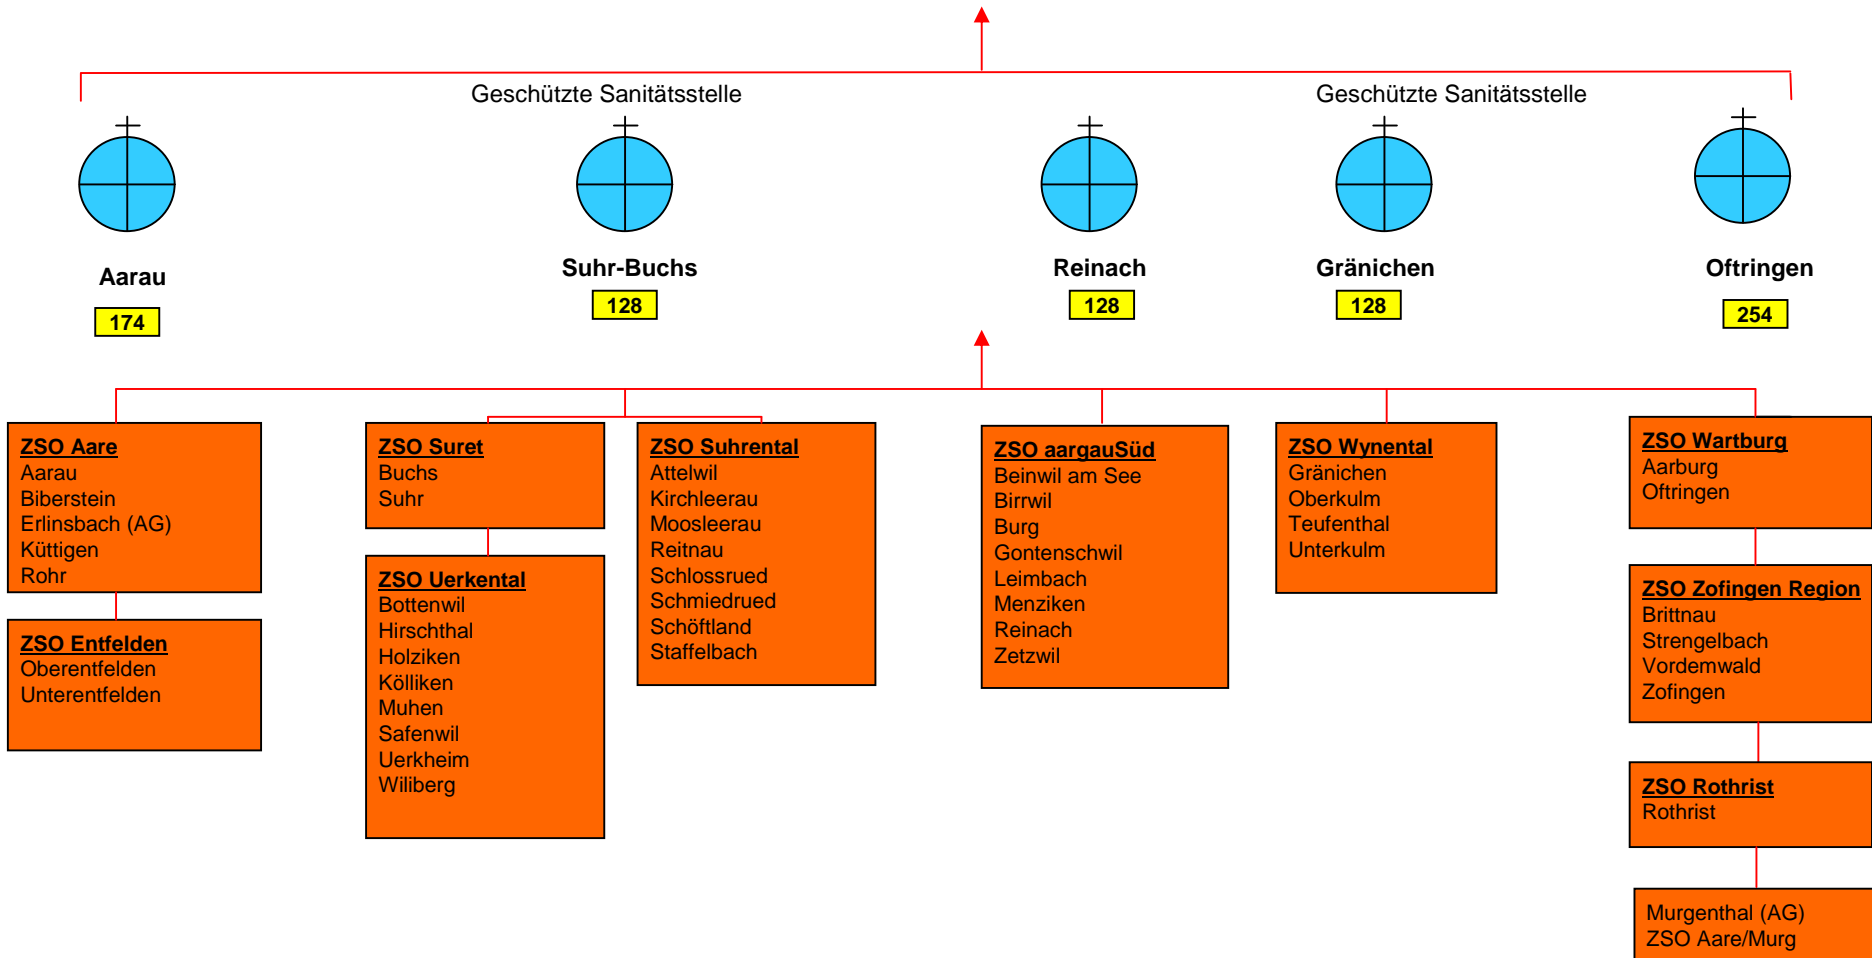 Geschützte Sanitätsstelle
Geschützte Sanitätsstelle
Aarau
174
Suhr-Buchs
128
Reinach
128
Gränichen
128
Oftringen
254
ZSO Aare
Aarau
Biberstein
Erlinsbach (AG)
Küttigen
Rohr
ZSO Entfelden
Oberentfelden
Unterentfelden
ZSO Suret
Buchs
Suhr
ZSO Uerkental
Bottenwil
Hirschthal
Holziken
Kölliken
Muhen
Safenwil
Uerkheim
Wiliberg
ZSO Suhrental
Attelwil
Kirchleerau
Moosleerau
Reitnau
Schlossrued
Schmiedrued
Schöftland
Staffelbach
ZSO aargauSüd
Beinwil am See
Birrwil
Burg
Gontenschwil
Leimbach
Menziken
Reinach
Zetzwil
ZSO Wynental
Gränichen
Oberkulm
Teufenthal
Unterkulm
ZSO Wartburg
Aarburg
Oftringen
ZSO Zofingen Region
Brittnau
Strengelbach
Vordemwald
Zofingen
ZSO Rothrist
Rothrist
Murgenthal (AG)
ZSO Aare/Murg